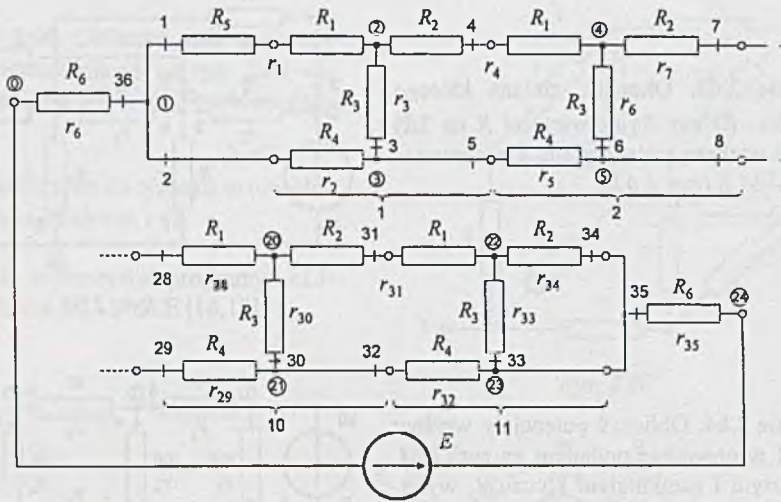 1 R₅ R₁ ② R₂ 4 R₁ ④ R₂ 7
r₁ r₄ r₇
⓪ R₆ 36 ① R₃ r₃ R₃ r₆
r₆
R₄ 3 5 R₄ 6 8
2 r₂ ③ r₅ ⑤
1 2
R₁ ⑳ R₂ 31 R₁ ㉒ R₂ 34
28 r₂₈ r₃₁ r₃₄
R₃ r₃₀ R₃ r₃₃ 35 R₆ ㉔
r₃₅
29 R₄ 30 32 R₄ 33
r₂₉ ㉑ r₃₂ ㉓
10 11
E